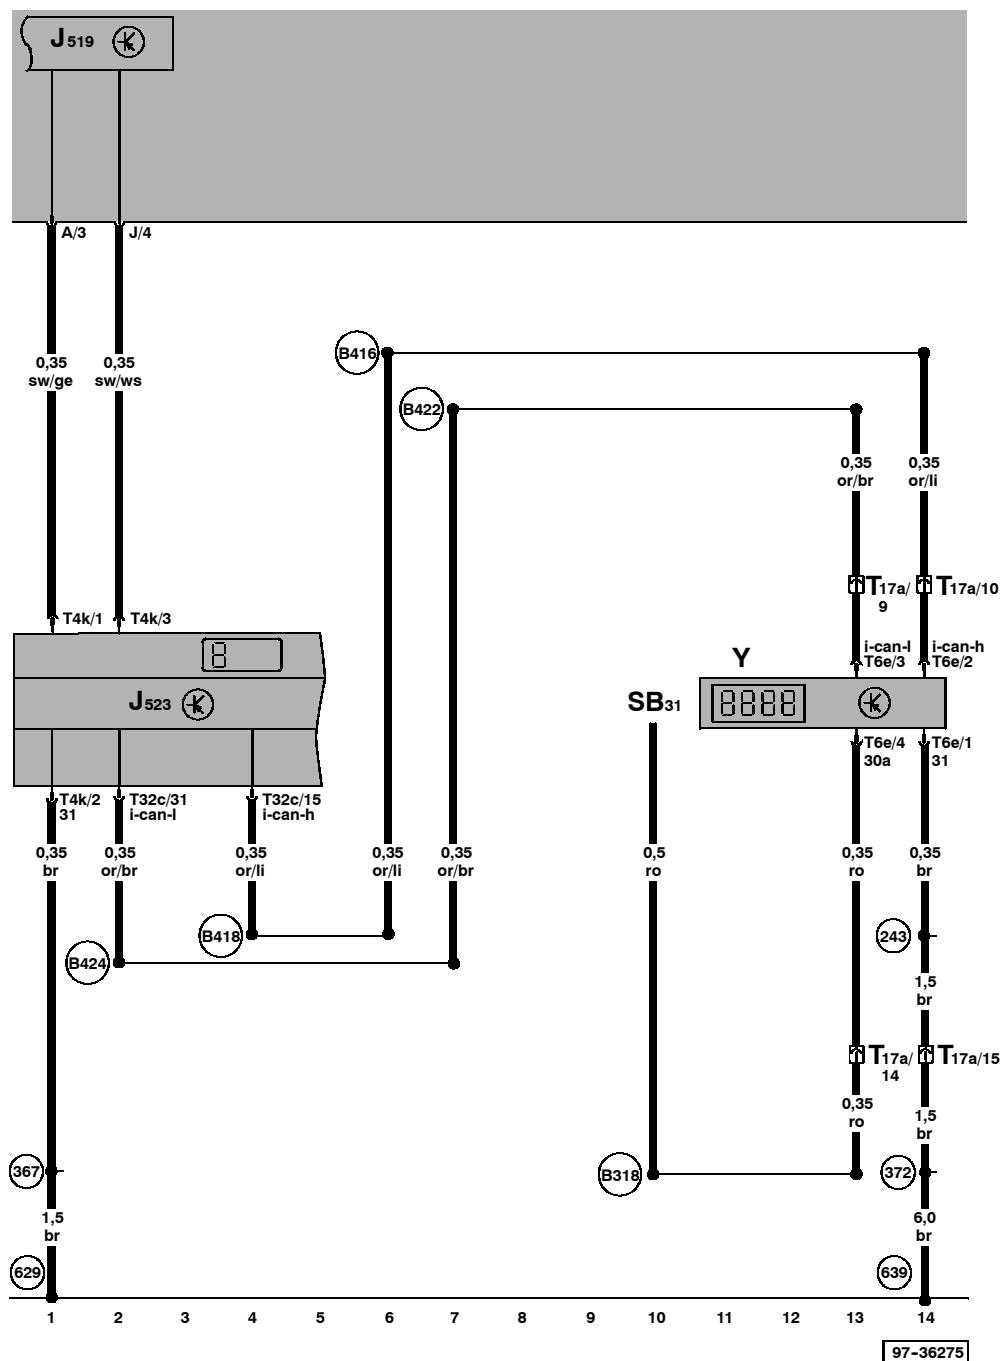 J519
A/3
J/4
0,35
sw/ge
0,35
sw/ws
B416
B422
0,35
or/br
0,35
or/li
T17a/
9
T17a/10
T4k/1
T4k/3
i-can-l
T6e/3
i-can-h
T6e/2
Y
J523
SB31
T6e/4
30a
T6e/1
31
T4k/2
31
T32c/31
i-can-l
T32c/15
i-can-h
0,35
br
0,35
or/br
0,35
or/li
0,35
or/li
0,35
or/br
0,5
ro
0,35
ro
0,35
br
B418
243
B424
1,5
br
T17a/
14
T17a/15
0,35
ro
1,5
br
367
B318
372
1,5
br
6,0
br
629
639
1 2 3 4 5 6 7 8 9 10 11 12 13 14
97-36275